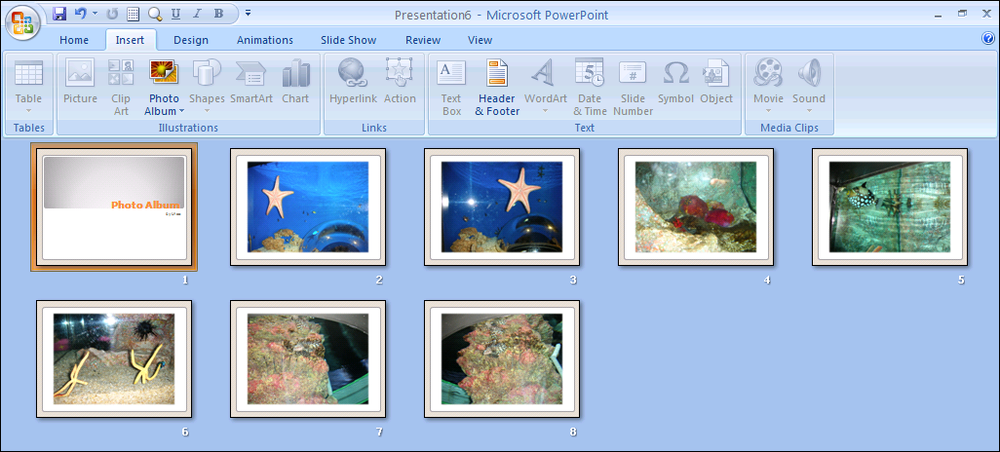 U I B
Presentation6 - Microsoft PowerPoint
Home Insert Design Animations Slide Show Review View
Table Picture Clip Art Photo Album Shapes SmartArt Chart Hyperlink Action Text Box Header & Footer WordArt Date & Time Slide Number Symbol Object Movie Sound
Tables Illustrations Links Text Media Clips
Photo Album
1 2 3 4 5
6 7 8